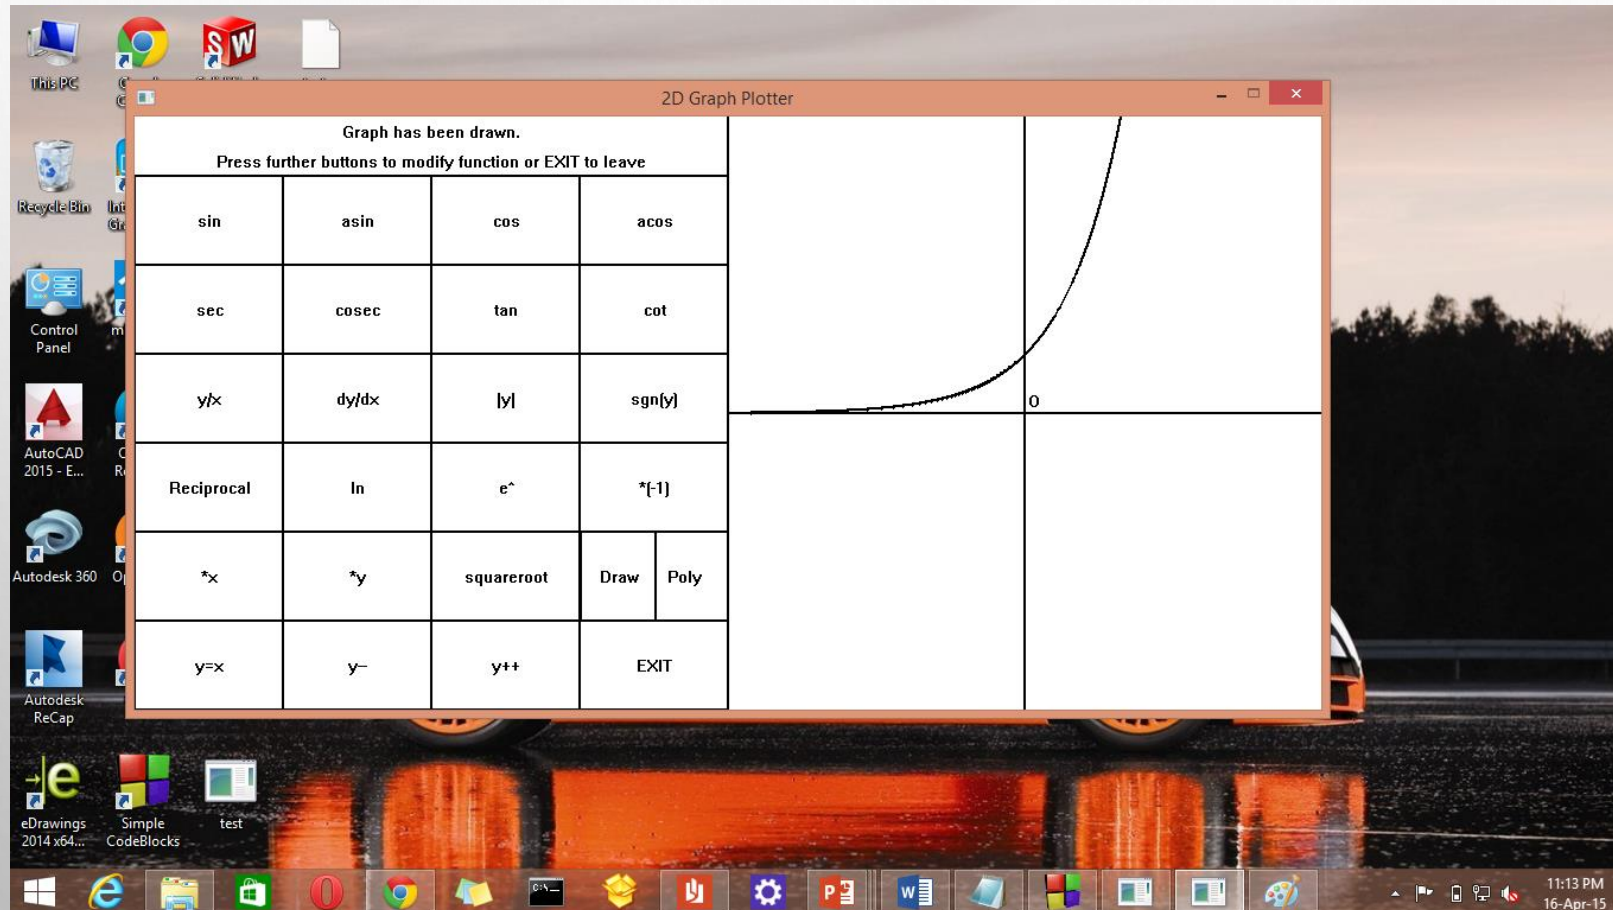 This PC
SW
2D Graph Plotter
Graph has been drawn.
Press further buttons to modify function or EXIT to leave
sin asin cos acos
sec cosec tan cot
y/x dy/dx |y| sgn(y)
Reciprocal ln e^ *(-1)
*x *y squareroot Draw Poly
y=x y-- y++ EXIT
O
Recycle Bin
Control
Panel
AutoCAD
2015 - E...
Autodesk 360
Autodesk
ReCap
eDrawings
2014 x64...
Simple
CodeBlocks
test
11:13 PM
16-Apr-15